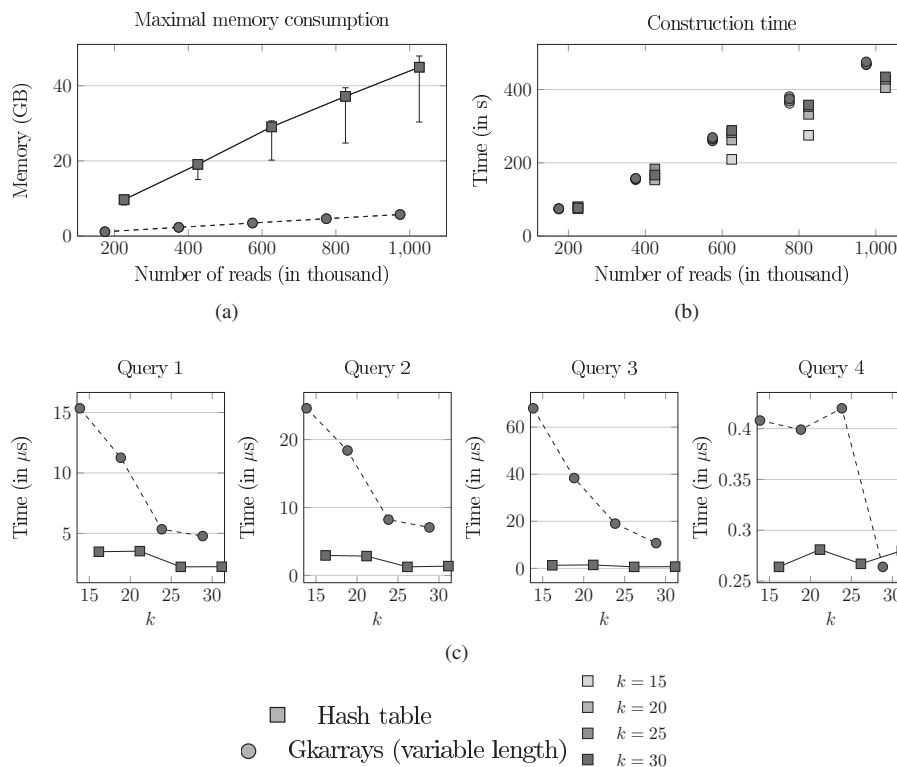 Maximal memory consumption
Construction time
Memory (GB)
40
20
0
200 400 600 800 1,000
Number of reads (in thousand)
(a)
Time (in s)
400
200
0
200 400 600 800 1,000
Number of reads (in thousand)
(b)
Query 1
Time (in μs)
15
10
5
15 20 25 30
k
Query 2
Time (in μs)
20
10
0
15 20 25 30
k
Query 3
Time (in μs)
60
40
20
0
15 20 25 30
k
Query 4
Time (in μs)
0.4
0.35
0.3
0.25
15 20 25 30
k
(c)
Hash table
Gkarrays (variable length)
k = 15
k = 20
k = 25
k = 30